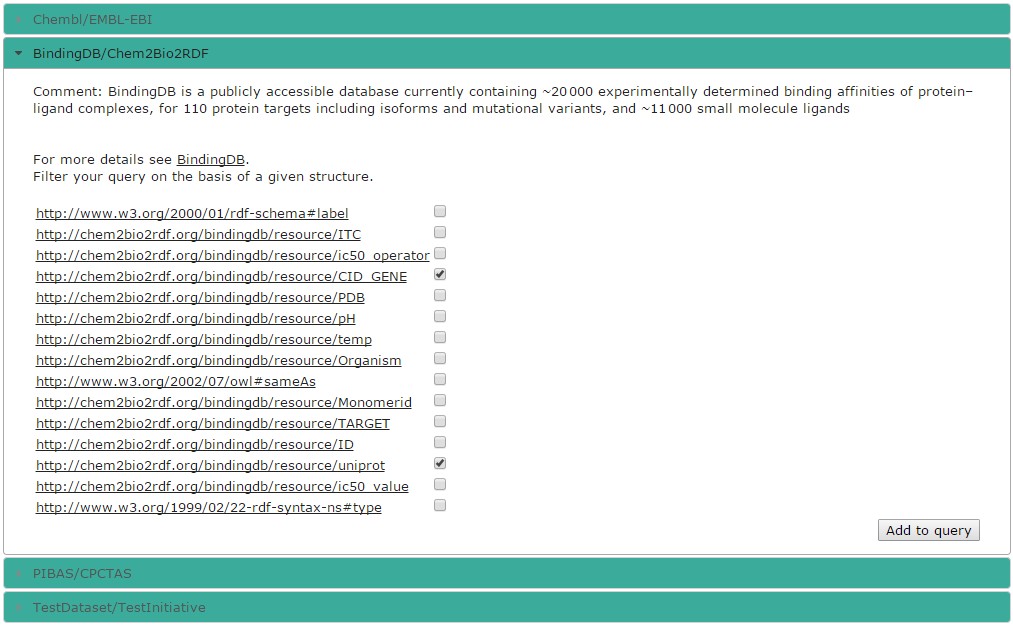 Chembl/EMBL-EBI
BindingDB/Chem2Bio2RDF
Comment: BindingDB is a publicly accessible database currently containing ~20 000 experimentally determined binding affinities of protein–
ligand complexes, for 110 protein targets including isoforms and mutational variants, and ~11 000 small molecule ligands
For more details see BindingDB.
Filter your query on the basis of a given structure.
http://www.w3.org/2000/01/rdf-schema#label
http://chem2bio2rdf.org/bindingdb/resource/ITC
http://chem2bio2rdf.org/bindingdb/resource/ic50_operator
http://chem2bio2rdf.org/bindingdb/resource/CID_GENE
http://chem2bio2rdf.org/bindingdb/resource/PDB
http://chem2bio2rdf.org/bindingdb/resource/pH
http://chem2bio2rdf.org/bindingdb/resource/temp
http://chem2bio2rdf.org/bindingdb/resource/Organism
http://www.w3.org/2002/07/owl#sameAs
http://chem2bio2rdf.org/bindingdb/resource/Monomerid
http://chem2bio2rdf.org/bindingdb/resource/TARGET
http://chem2bio2rdf.org/bindingdb/resource/ID
http://chem2bio2rdf.org/bindingdb/resource/uniprot
http://chem2bio2rdf.org/bindingdb/resource/ic50_value
http://www.w3.org/1999/02/22-rdf-syntax-ns#type
Add to query
PIBAS/CPCTAS
TestDataset/TestInitiative